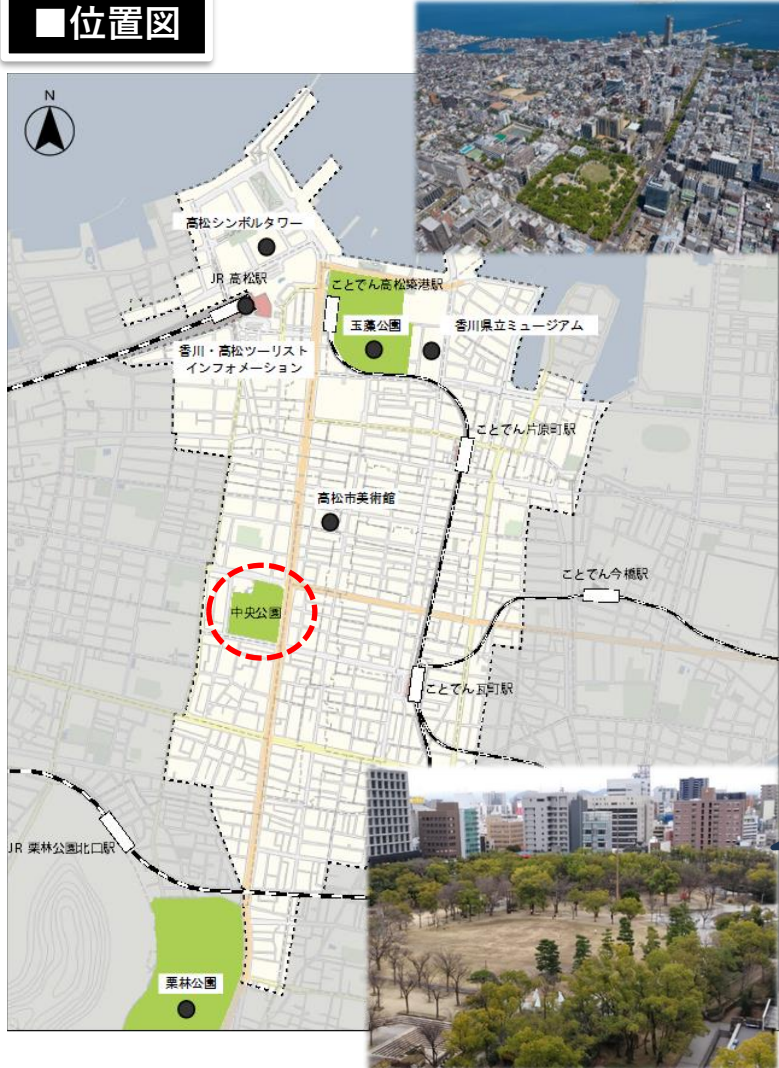 ■位置図
N
高松シンボルタワー
JR 高松駅
ことでん高松築港駅
玉藻公園
香川県立ミュージアム
香川・高松ツーリスト
インフォメーション
ことでん片原町駅
高松市美術館
ことでん今橋駅
中央公園
ことでん瓦町駅
JR 栗林公園北口駅
栗林公園